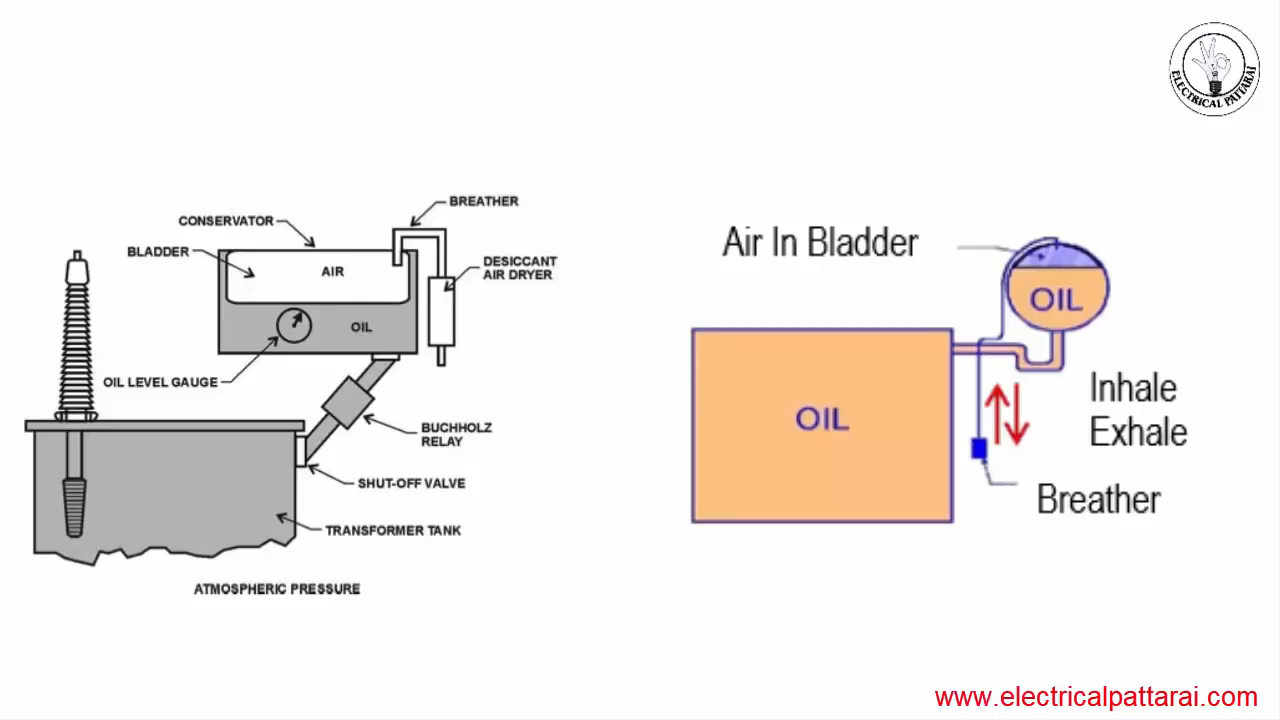 ELECTRICAL PATTARAI
BREATHER
CONSERVATOR
BLADDER
AIR
DESICCANT
AIR DRYER
OIL
OIL LEVEL GAUGE
BUCHHOLZ
RELAY
SHUT-OFF VALVE
TRANSFORMER TANK
ATMOSPHERIC PRESSURE
Air In Bladder
OIL
OIL
Inhale
Exhale
Breather
www.electricalpattarai.com